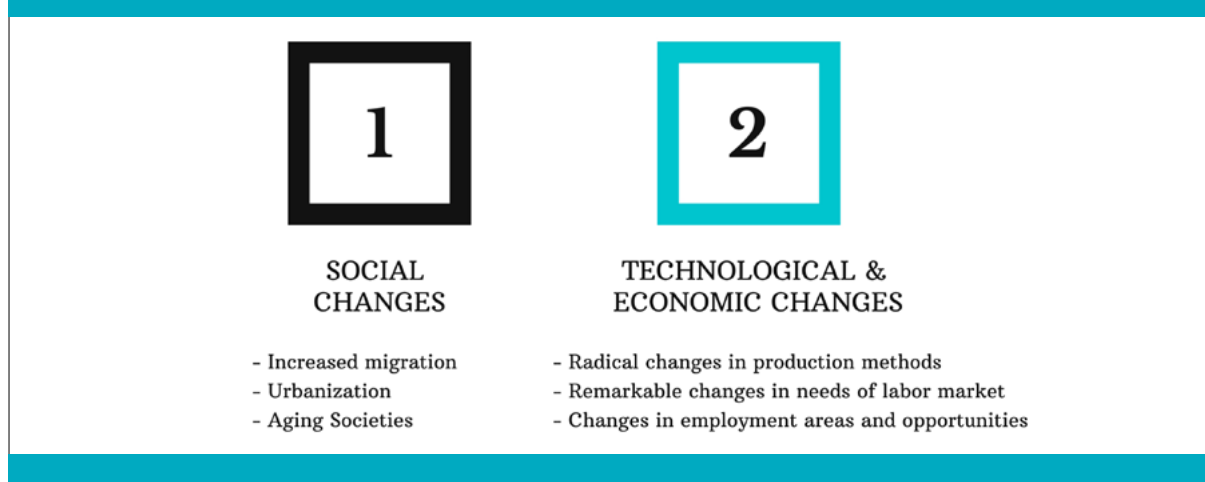 1
SOCIAL
CHANGES
- Increased migration
- Urbanization
- Aging Societies
2
TECHNOLOGICAL &
ECONOMIC CHANGES
- Radical changes in production methods
- Remarkable changes in needs of labor market
- Changes in employment areas and opportunities